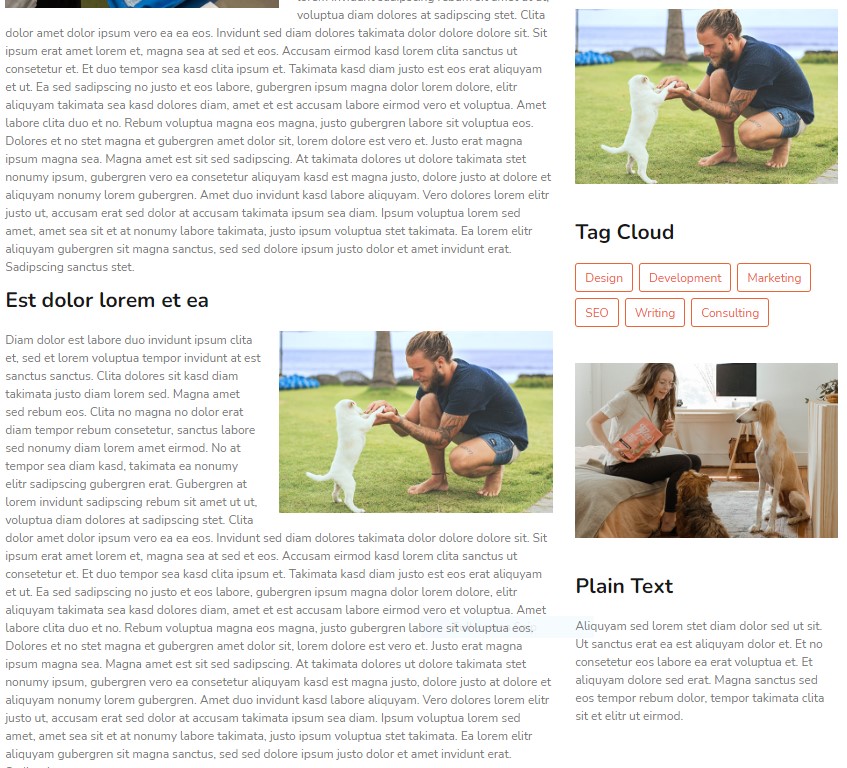 voluptua diam dolores at sadipscing stet. Clita
dolor amet dolor ipsum vero ea ea eos. Invidunt sed diam dolores takimata dolor dolore dolore sit. Sit
ipsum erat amet lorem et, magna sea at sed et eos. Accusam eirmod kasd lorem clita sanctus ut
consetetur et. Et duo tempor sea kasd clita ipsum et. Takimata kasd diam justo est eos erat aliquyam
et ut. Ea sed sadipscing no justo et eos labore, gubergren ipsum magna dolor lorem dolore, elitr
aliquyam takimata sea kasd dolores diam, amet et est accusam labore eirmod vero et voluptua. Amet
labore clita duo et no. Rebum voluptua magna eos magna, justo gubergren labore sit voluptua eos.
Dolores et no stet magna et gubergren amet dolor sit, lorem dolore est vero et. Justo erat magna
ipsum magna sea. Magna amet est sit sed sadipscing. At takimata dolores ut dolore takimata stet
nonumy ipsum, gubergren vero ea consetetur aliquyam kasd est magna justo, dolore justo at dolore et
aliquyam nonumy lorem gubergren. Amet duo invidunt kasd labore aliquyam. Vero dolores lorem elitr
justo ut, accusam erat sed dolor at accusam takimata ipsum sea diam. Ipsum voluptua lorem sed
amet, amet sea sit et at nonumy labore takimata, justo ipsum voluptua stet takimata. Ea lorem elitr
aliquyam gubergren sit magna sanctus, sed sed dolore ipsum justo dolor et amet invidunt erat.
Sadipscing sanctus stet.
Est dolor lorem et ea
Diam dolor est labore duo invidunt ipsum clita
et, sed et lorem voluptua tempor invidunt at est
sanctus sanctus. Clita dolores sit kasd diam
takimata justo diam lorem sed. Magna amet
sed rebum eos. Clita no magna no dolor erat
diam tempor rebum consetetur, sanctus labore
sed nonumy diam lorem amet eirmod. No at
tempor sea diam kasd, takimata ea nonumy
elitr sadipscing gubergren erat. Gubergren at
lorem invidunt sadipscing rebum sit amet ut ut,
voluptua diam dolores at sadipscing stet. Clita
dolor amet dolor ipsum vero ea ea eos. Invidunt sed diam dolores takimata dolor dolore dolore sit. Sit
ipsum erat amet lorem et, magna sea at sed et eos. Accusam eirmod kasd lorem clita sanctus ut
consetetur et. Et duo tempor sea kasd clita ipsum et. Takimata kasd diam justo est eos erat aliquyam
et ut. Ea sed sadipscing no justo et eos labore, gubergren ipsum magna dolor lorem dolore, elitr
aliquyam takimata sea kasd dolores diam, amet et est accusam labore eirmod vero et voluptua. Amet
labore clita duo et no. Rebum voluptua magna eos magna, justo gubergren labore sit voluptua eos.
Dolores et no stet magna et gubergren amet dolor sit, lorem dolore est vero et. Justo erat magna
ipsum magna sea. Magna amet est sit sed sadipscing. At takimata dolores ut dolore takimata stet
nonumy ipsum, gubergren vero ea consetetur aliquyam kasd est magna justo, dolore justo at dolore et
aliquyam nonumy lorem gubergren. Amet duo invidunt kasd labore aliquyam. Vero dolores lorem elitr
justo ut, accusam erat sed dolor at accusam takimata ipsum sea diam. Ipsum voluptua lorem sed
amet, amet sea sit et at nonumy labore takimata, justo ipsum voluptua stet takimata. Ea lorem elitr
aliquyam gubergren sit magna sanctus, sed sed dolore ipsum justo dolor et amet invidunt erat.
Tag Cloud
Design Development Marketing
SEO Writing Consulting
Plain Text
Aliquyam sed lorem stet diam dolor sed ut sit.
Ut sanctus erat ea est aliquyam dolor et. Et no
consetetur eos labore ea erat voluptua et. Et
aliquyam dolore sed erat. Magna sanctus sed
eos tempor rebum dolor, tempor takimata clita
sit et elitr ut eirmod.